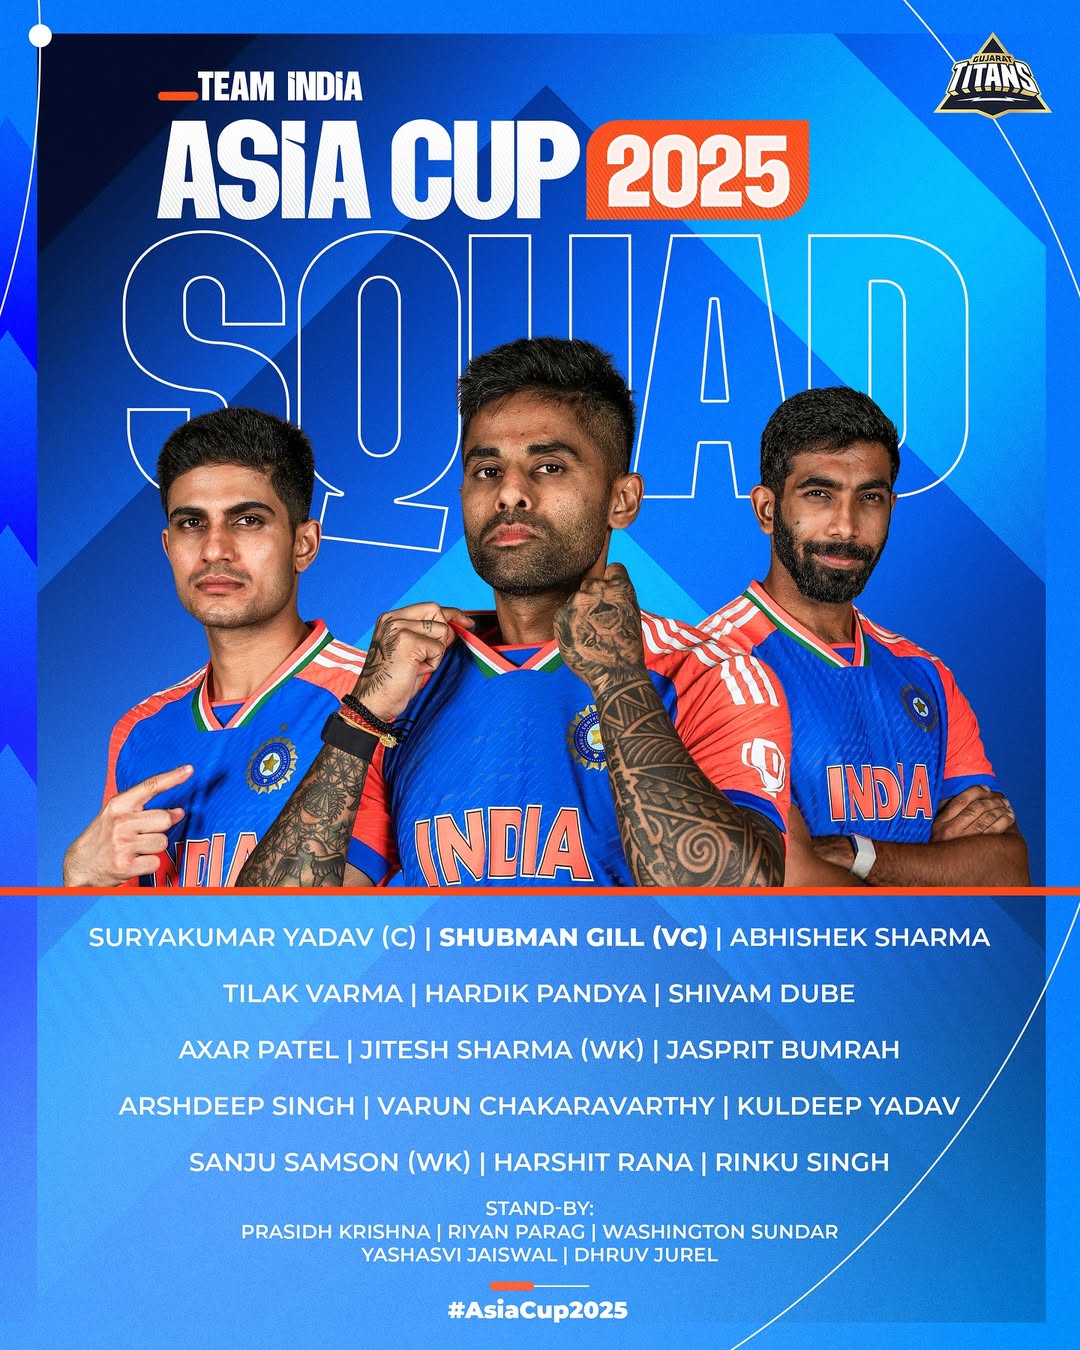 TEAM INDIA
GUJARAT
TITANS
ASIA CUP 2025
SQUAD
INDIA
INDIA
INDIA
SURYAKUMAR YADAV (C) | SHUBMAN GILL (VC) | ABHISHEK SHARMA
TILAK VARMA | HARDIK PANDYA | SHIVAM DUBE
AXAR PATEL | JITESH SHARMA (WK) | JASPRIT BUMRAH
ARSHDEEP SINGH | VARUN CHAKARAVARTHY | KULDEEP YADAV
SANJU SAMSON (WK) | HARSHIT RANA | RINKU SINGH
STAND-BY:
PRASIDH KRISHNA | RIYAN PARAG | WASHINGTON SUNDAR
YASHASVI JAISWAL | DHRUV JUREL
#AsiaCup2025